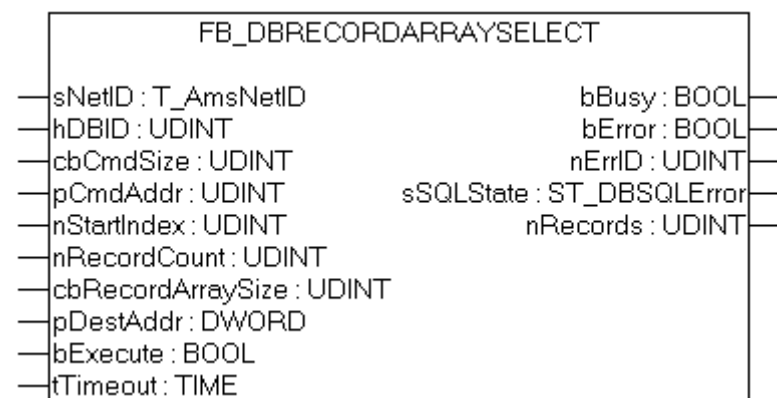 FB_DBRECORDARRAYSELECT
sNetID : T_AmsNetID bBusy : BOOL
hDBID : UDINT bError : BOOL
cbCmdSize : UDINT nErrID : UDINT
pCmdAddr : UDINT sSQLState : ST_DBSQLError
nStartIndex : UDINT nRecords : UDINT
nRecordCount : UDINT
cbRecordArraySize : UDINT
pDestAddr : DWORD
bExecute : BOOL
tTimeout : TIME